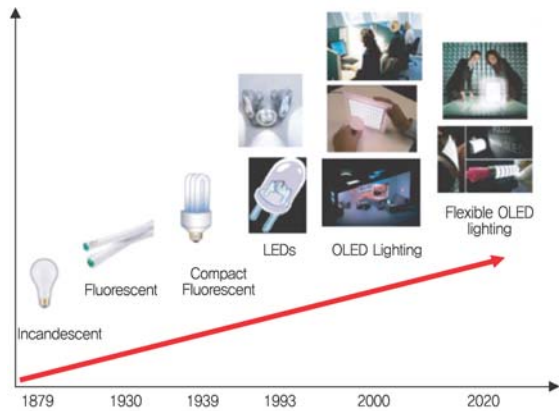 Flexible OLED
lighting
LEDs
OLED Lighting
Compact
Fluorescent
Fluorescent
Incandescent
1879 1930 1939 1993 2000 2020